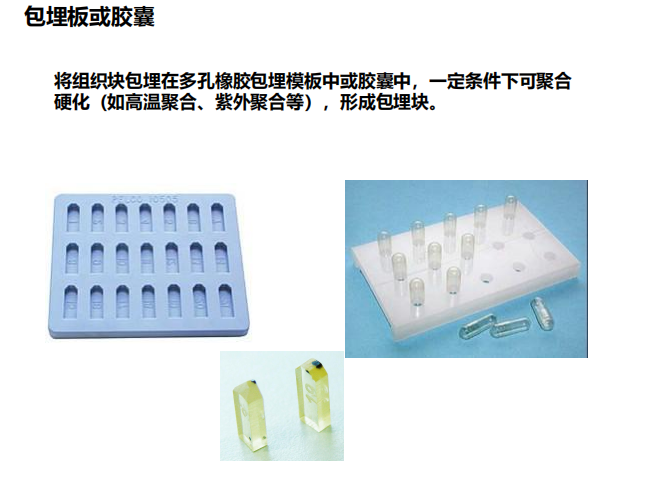 包埋板或胶囊
将组织块包埋在多孔橡胶包埋模板中或胶囊中，一定条件下可聚合
硬化（如高温聚合、紫外聚合等），形成包埋块。
PELCO 10505